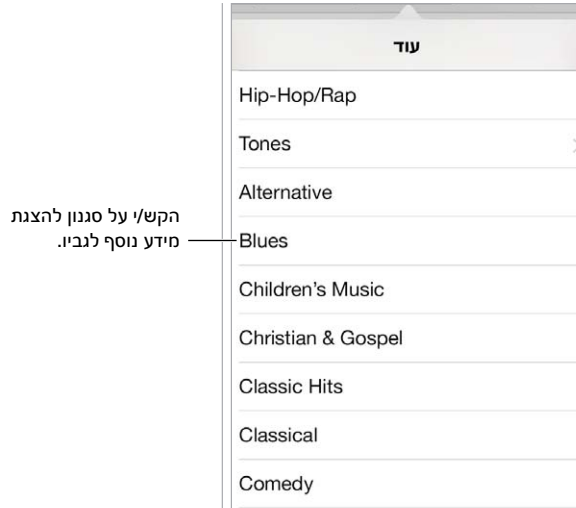 עוד
Hip-Hop/Rap
Tones
Alternative
הקש/י על סגנון להצגת
מידע נוסף לגביו.
Blues
Children's Music
Christian & Gospel
Classic Hits
Classical
Comedy